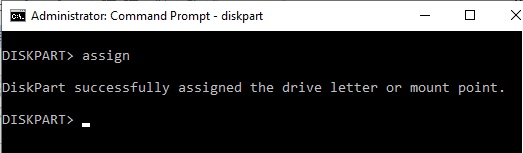 Administrator: Command Prompt - diskpart
DISKPART> assign
DiskPart successfully assigned the drive letter or mount point.
DISKPART>